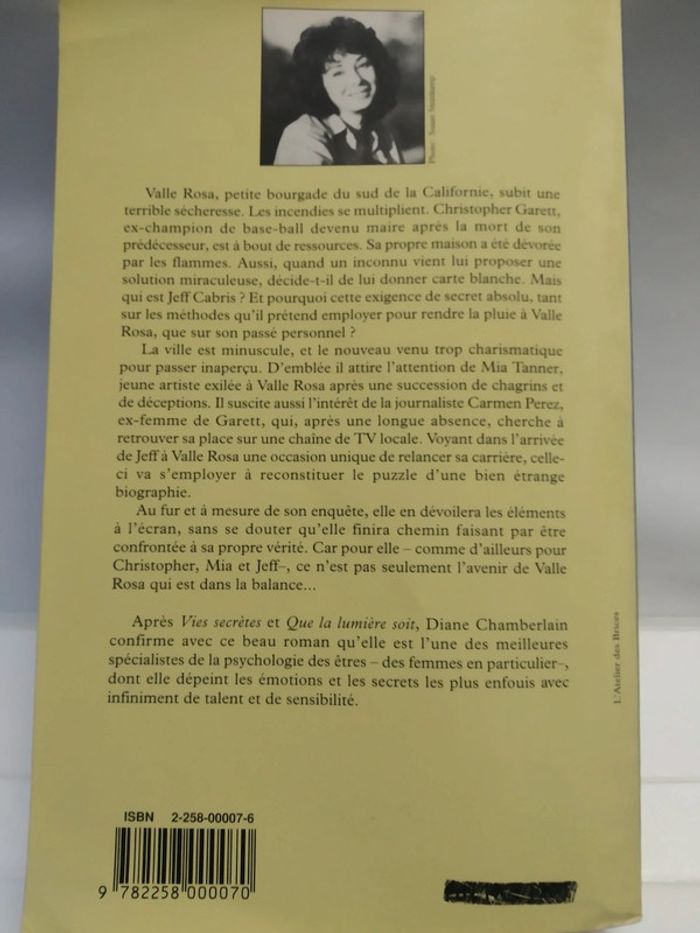 Photo : Susan Steinkamp
Valle Rosa, petite bourgade du sud de la Californie, subit une
terrible sécheresse. Les incendies se multiplient. Christopher Garett,
ex-champion de base-ball devenu maire après la mort de son
prédécesseur, est à bout de ressources. Sa propre maison a été dévorée
par les flammes. Aussi, quand un inconnu vient lui proposer une
solution miraculeuse, décide-t-il de lui donner carte blanche. Mais
qui est Jeff Cabris ? Et pourquoi cette exigence de secret absolu, tant
sur les méthodes qu'il prétend employer pour rendre la pluie à Valle
Rosa, que sur son passé personnel ?
La ville est minuscule, et le nouveau venu trop charismatique
pour passer inaperçu. D'emblée il attire l'attention de Mia Tanner,
jeune artiste exilée à Valle Rosa après une succession de chagrins et
de déceptions. Il suscite aussi l'intérêt de la journaliste Carmen Perez,
ex-femme de Garett, qui, après une longue absence, cherche à
retrouver sa place sur une chaîne de TV locale. Voyant dans l'arrivée
de Jeff à Valle Rosa une occasion unique de relancer sa carrière, celle-
ci va s'employer à reconstituer le puzzle d'une bien étrange
biographie.
Au fur et à mesure de son enquête, elle en dévoilera les éléments
à l'écran, sans se douter qu'elle finira chemin faisant par être
confrontée à sa propre vérité. Car pour elle – comme d'ailleurs pour
Christopher, Mia et Jeff–, ce n'est pas seulement l'avenir de Valle
Rosa qui est dans la balance...
Après Vies secrètes et Que la lumière soit, Diane Chamberlain
confirme avec ce beau roman qu'elle est l'une des meilleures
spécialistes de la psychologie des êtres – des femmes en particulier–,
dont elle dépeint les émotions et les secrets les plus enfouis avec
infiniment de talent et de sensibilité.
L'Atelier des Brices
ISBN 2-258-00007-6
9 782258 000070